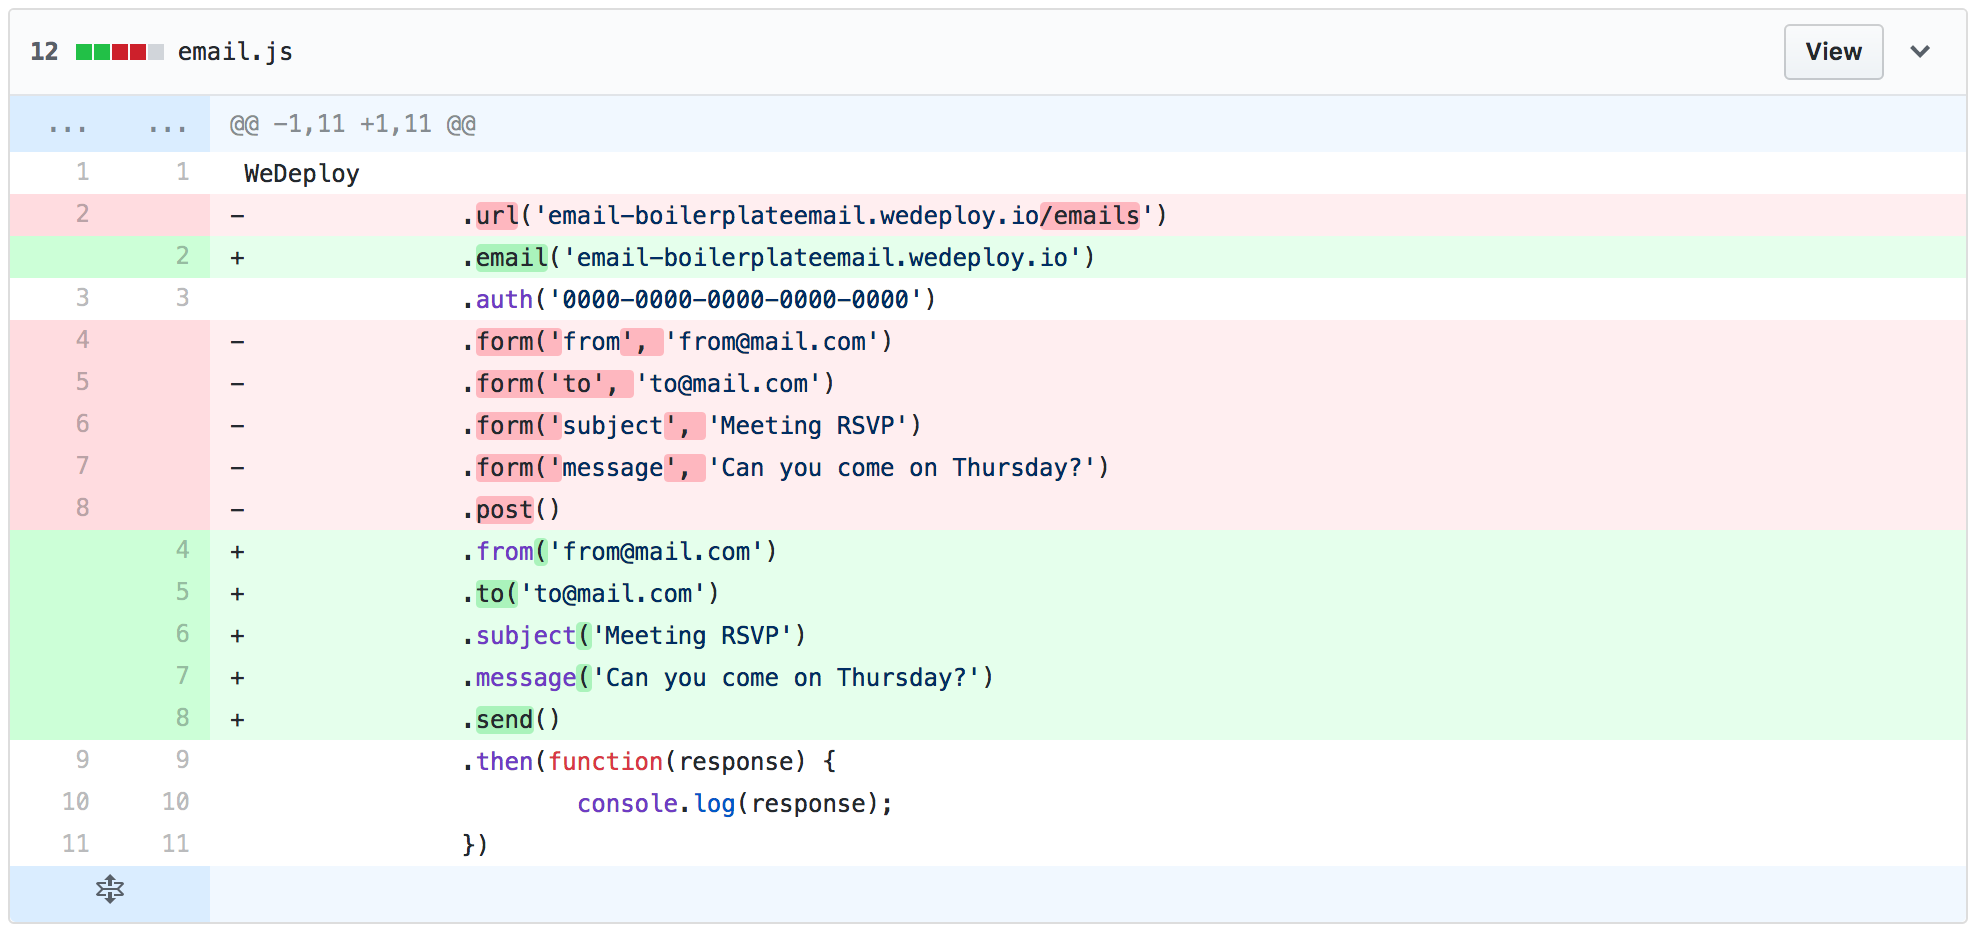 12 email.js View
... ... @@ -1,11 +1,11 @@
1 1 WeDeploy
2 - .url('email-boilerplateemail.wedeploy.io/emails')
2 + .email('email-boilerplateemail.wedeploy.io')
3 3 .auth('0000-0000-0000-0000-0000')
4 - .form('from', 'from@mail.com')
5 - .form('to', 'to@mail.com')
6 - .form('subject', 'Meeting RSVP')
7 - .form('message', 'Can you come on Thursday?')
8 - .post()
4 + .from('from@mail.com')
5 + .to('to@mail.com')
6 + .subject('Meeting RSVP')
7 + .message('Can you come on Thursday?')
8 + .send()
9 9 .then(function(response) {
10 10 console.log(response);
11 11 })